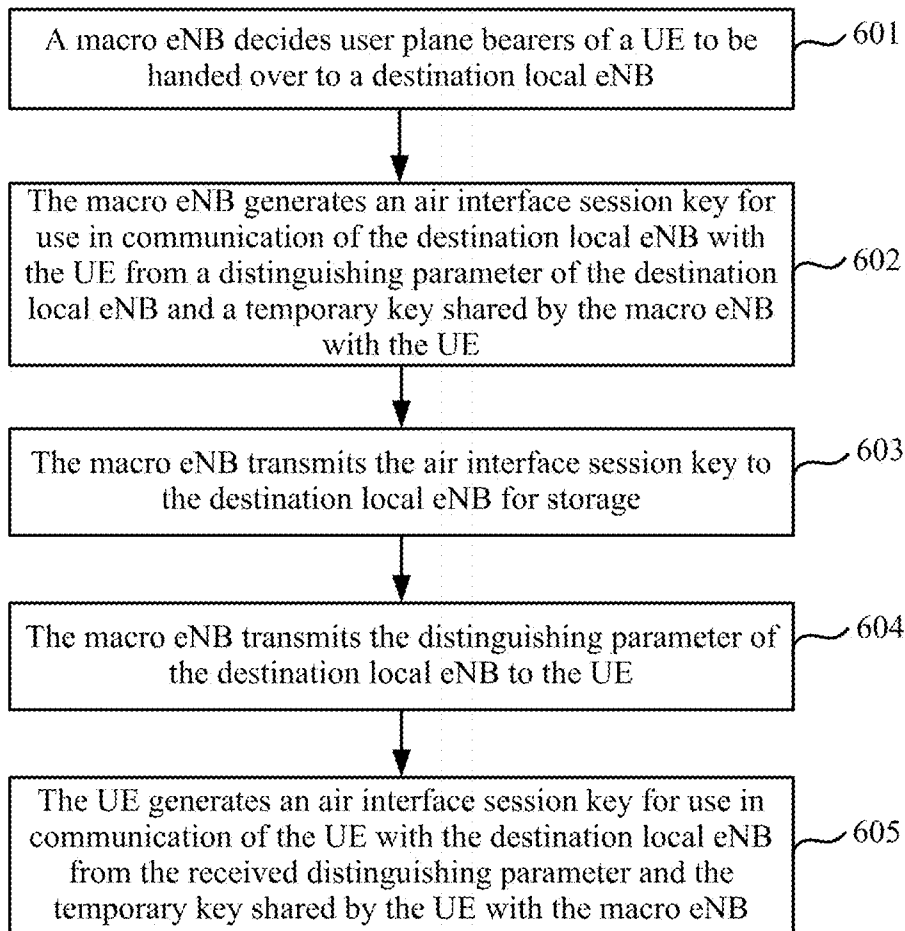 A macro eNB decides user plane bearers of a UE to be
handed over to a destination local eNB
601
The macro eNB generates an air interface session key for
use in communication of the destination local eNB with
the UE from a distinguishing parameter of the destination
local eNB and a temporary key shared by the macro eNB
with the UE
602
The macro eNB transmits the air interface session key to
the destination local eNB for storage
603
The macro eNB transmits the distinguishing parameter of
the destination local eNB to the UE
604
The UE generates an air interface session key for use in
communication of the UE with the destination local eNB
from the received distinguishing parameter and the
temporary key shared by the UE with the macro eNB
605